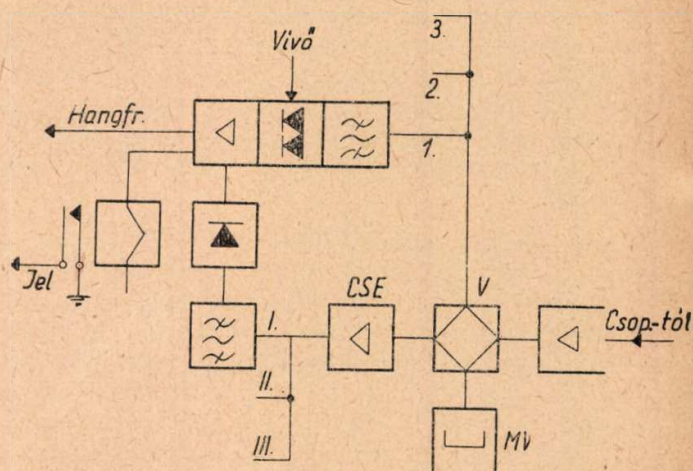 3.
Vivő
2.
Hangfr.
1.
Jel
CSE
V
Csop.-tól
I.
II.
III.
MV